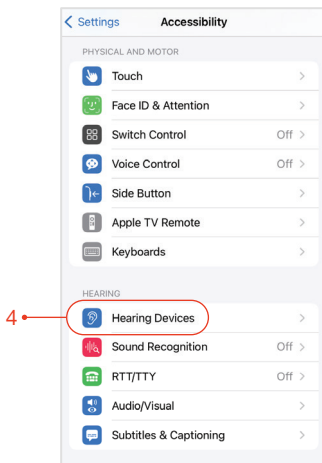 Settings Accessibility
PHYSICAL AND MOTOR
Touch
Face ID & Attention
Switch Control Off
Voice Control Off
Side Button
Apple TV Remote
Keyboards
HEARING
4 Hearing Devices
Sound Recognition Off
RTT/TTY Off
Audio/Visual
Subtitles & Captioning